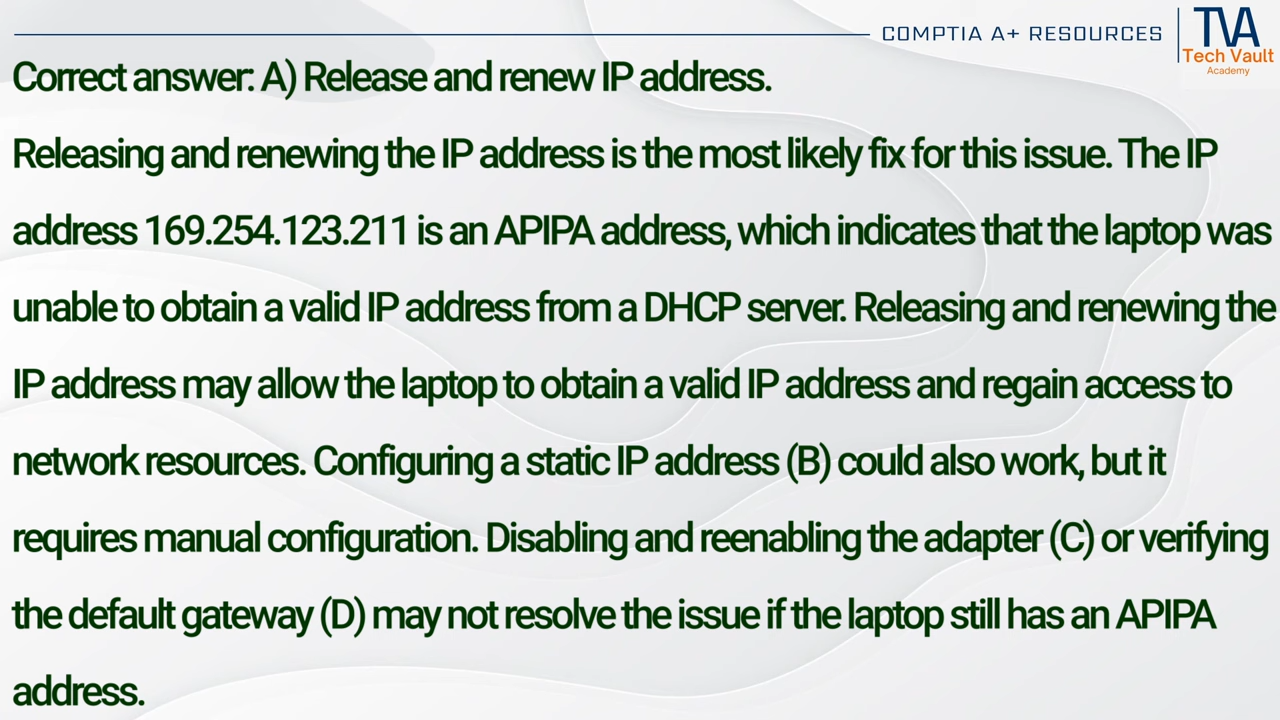 COMPTIA A+ RESOURCES
TVA
Tech Vault
Academy
Correct answer: A) Release and renew IP address.
Releasing and renewing the IP address is the most likely fix for this issue. The IP
address 169.254.123.211 is an APIPA address, which indicates that the laptop was
unable to obtain a valid IP address from a DHCP server. Releasing and renewing the
IP address may allow the laptop to obtain a valid IP address and regain access to
network resources. Configuring a static IP address (B) could also work, but it
requires manual configuration. Disabling and reenabling the adapter (C) or verifying
the default gateway (D) may not resolve the issue if the laptop still has an APIPA
address.